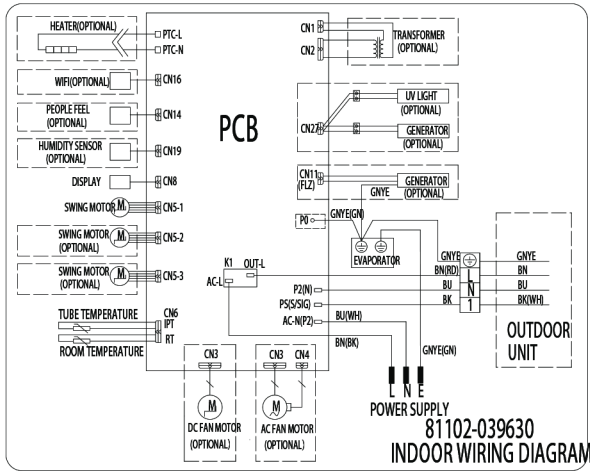 HEATER(OPTIONAL)
PTC-L
PTC-N
WIFI(OPTIONAL)
CN16
PEOPLE FEEL
(OPTIONAL)
CN14
HUMIDITY SENSOR
(OPTIONAL)
CN19
DISPLAY
CN8
SWING MOTOR
M
CN5-1
SWING MOTOR
(OPTIONAL)
M
CN5-2
SWING MOTOR
(OPTIONAL)
M
CN5-3
TUBE TEMPERATURE
CN6
IPT
RT
ROOM TEMPERATURE
PCB
CN1
CN2
TRANSFORMER
(OPTIONAL)
CN27
UV LIGHT
(OPTIONAL)
GENERATOR
(OPTIONAL)
CN11
(FLZ)
GENERATOR
(OPTIONAL)
GNYE
P0
GNYE(GN)
EVAPORATOR
K1
OUT-L
AC-L
P2(N)
PS(S/SIG)
AC-N(P2)
BU(WH)
BN(BK)
GNYE(GN)
GNYE
BN(RD)
BU
BK
L
N
1
GNYE
BN
BU
BK(WH)
OUTDOOR
UNIT
CN3
M
DC FAN MOTOR
(OPTIONAL)
CN3
CN4
M
AC FAN MOTOR
(OPTIONAL)
L N E
POWER SUPPLY
81102-039630
INDOOR WIRING DIAGRAM